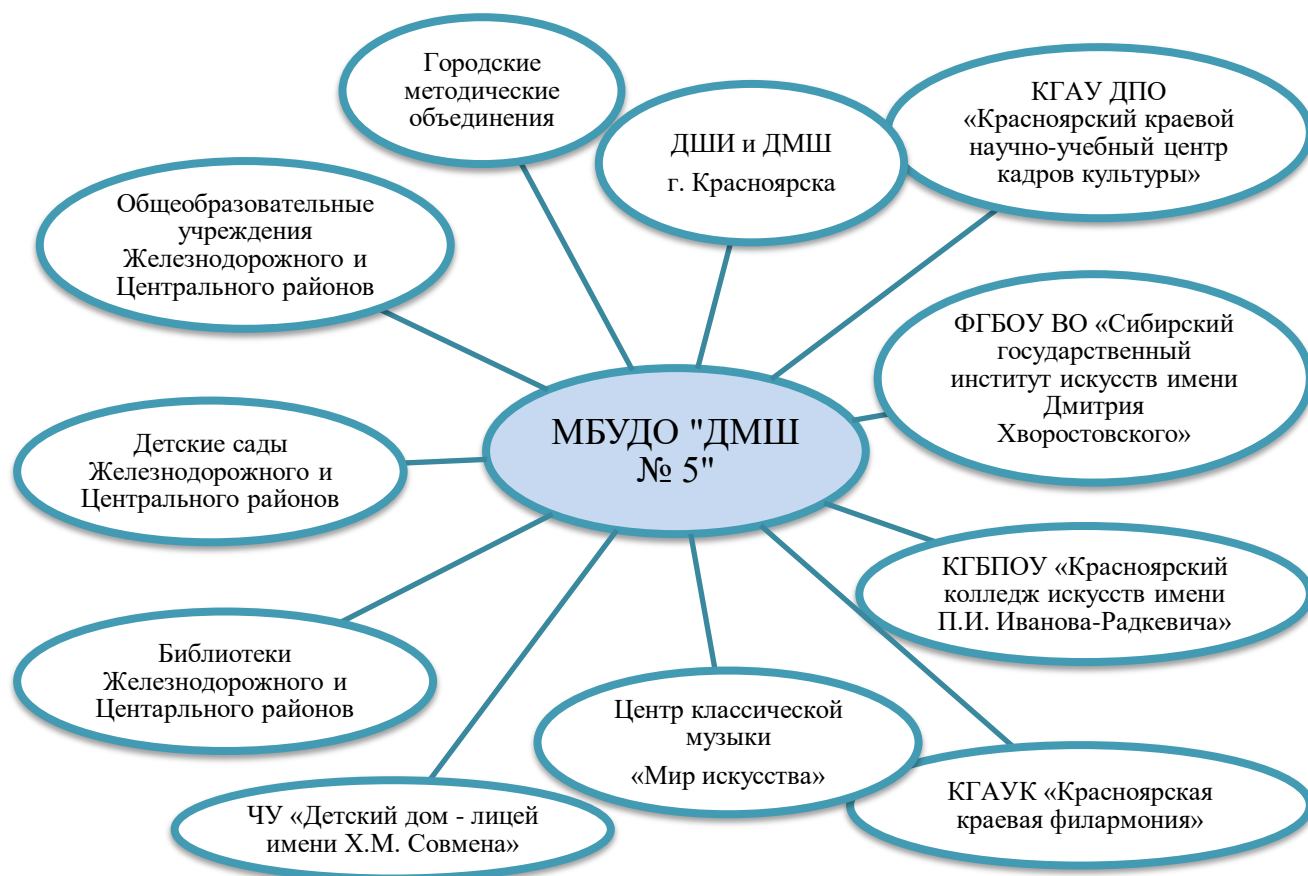 Городские
методические
объединения
ДШИ и ДМШ
г. Красноярска
КГАУ ДПО
«Красноярский краевой
научно-учебный центр
кадров культуры»
Общеобразовательные
учреждения
Железнодорожного и
Центрального районов
ФГБОУ ВО «Сибирский
государственный
институт искусств имени
Дмитрия
Хворостовского»
МБУДО "ДМШ
№ 5"
Детские сады
Железнодорожного и
Центрального районов
КГБПОУ «Красноярский
колледж искусств имени
П.И. Иванова-Радкевича»
Библиотеки
Железнодорожного и
Центарльного районов
Центр классической
музыки
«Мир искусства»
КГАУК «Красноярская
краевая филармония»
ЧУ «Детский дом - лицей
имени Х.М. Совмена»